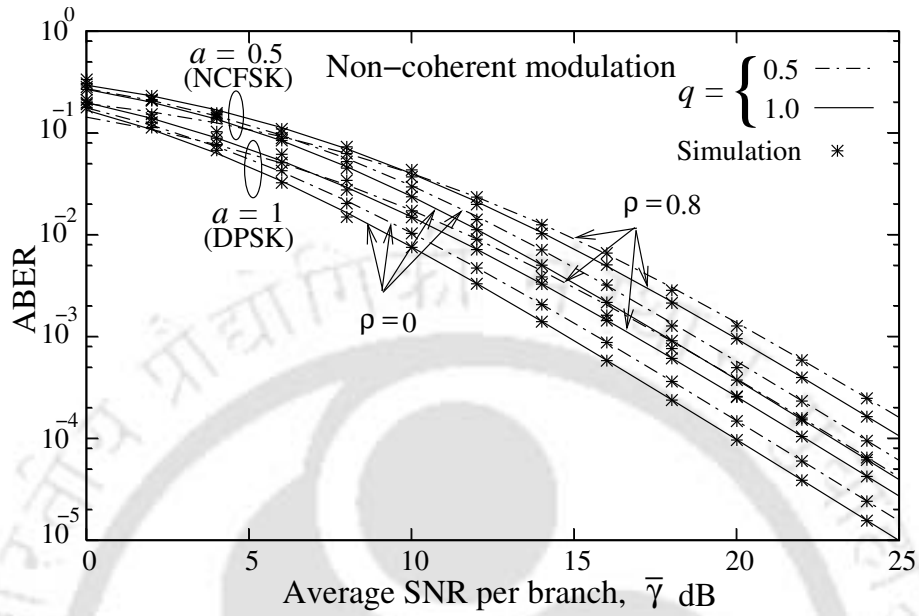 10^0
10^-1
10^-2
10^-3
10^-4
10^-5
ABER
a = 0.5
(NCFSK)
Non-coherent modulation
q = { 0.5
1.0
Simulation
a = 1
(DPSK)
ρ = 0.8
ρ = 0
0 5 10 15 20 25
Average SNR per branch, γ̄ dB